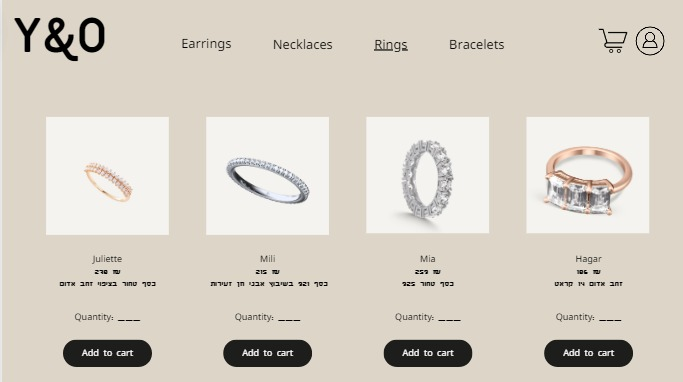 Y&O
Earrings Necklaces Rings Bracelets
Juliette
278 ₪
כסף טהור בציפוי זהב אדום
Quantity: ___
Add to cart
Mili
215 ₪
כסף 925 בשיבוץ אבני חן זעירות
Quantity: ___
Add to cart
Mia
259 ₪
כסף טהור 925
Quantity: ___
Add to cart
Hagar
186 ₪
זהב אדום 14 קראט
Quantity: ___
Add to cart